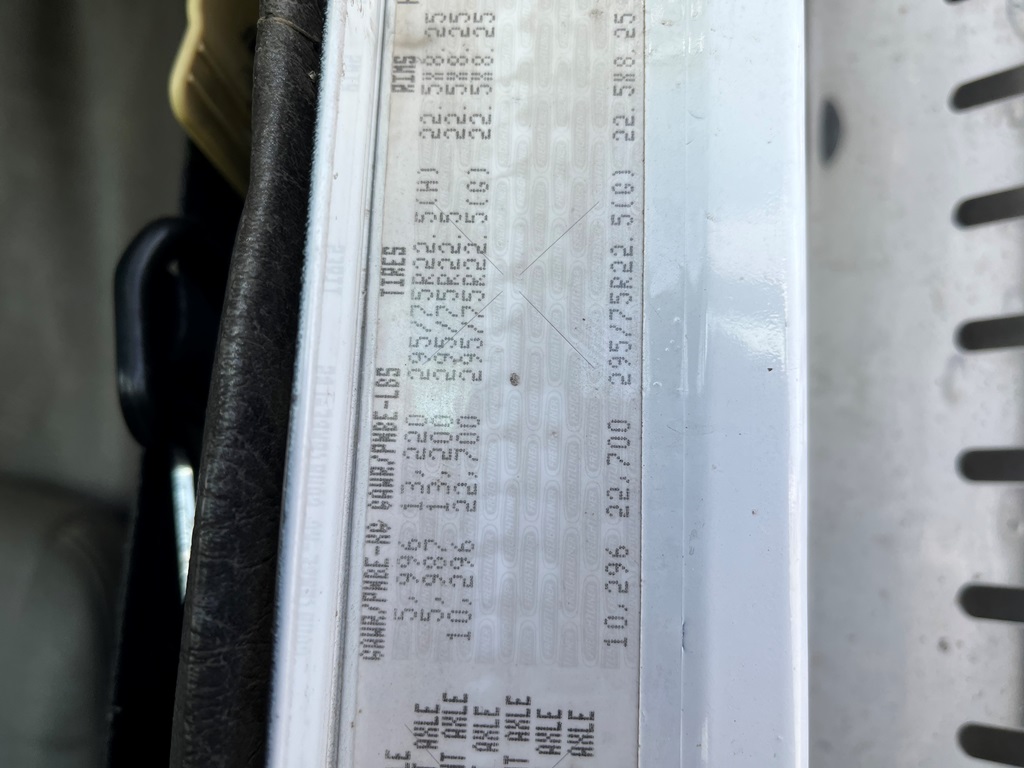 GAWR/PNBE-KG GAWR/PNBE-LBS TIRES RIMS
5,996 13,220 295/75R22.5(H) 22.5X8.25
AXLE 5,987 13,200 295/75R22.5 22.5X8.25
AXLE 10,296 22,700 295/75R22.5(G) 22.5X8.25
AXLE
AXLE
AXLE
AXLE 10,296 22,700 295/75R22.5(G) 22.5X8.25